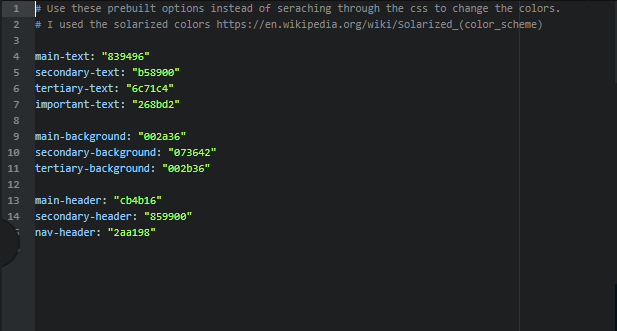 1 # Use these prebuilt options instead of seraching through the css to change the colors.
2 # I used the solarized colors https://en.wikipedia.org/wiki/Solarized_(color_scheme)
3
4 main-text: "839496"
5 secondary-text: "b58900"
6 tertiary-text: "6c71c4"
7 important-text: "268bd2"
8
9 main-background: "002a36"
10 secondary-background: "073642"
11 tertiary-background: "002b36"
12
13 main-header: "cb4b16"
14 secondary-header: "859900"
nav-header: "2aa198"